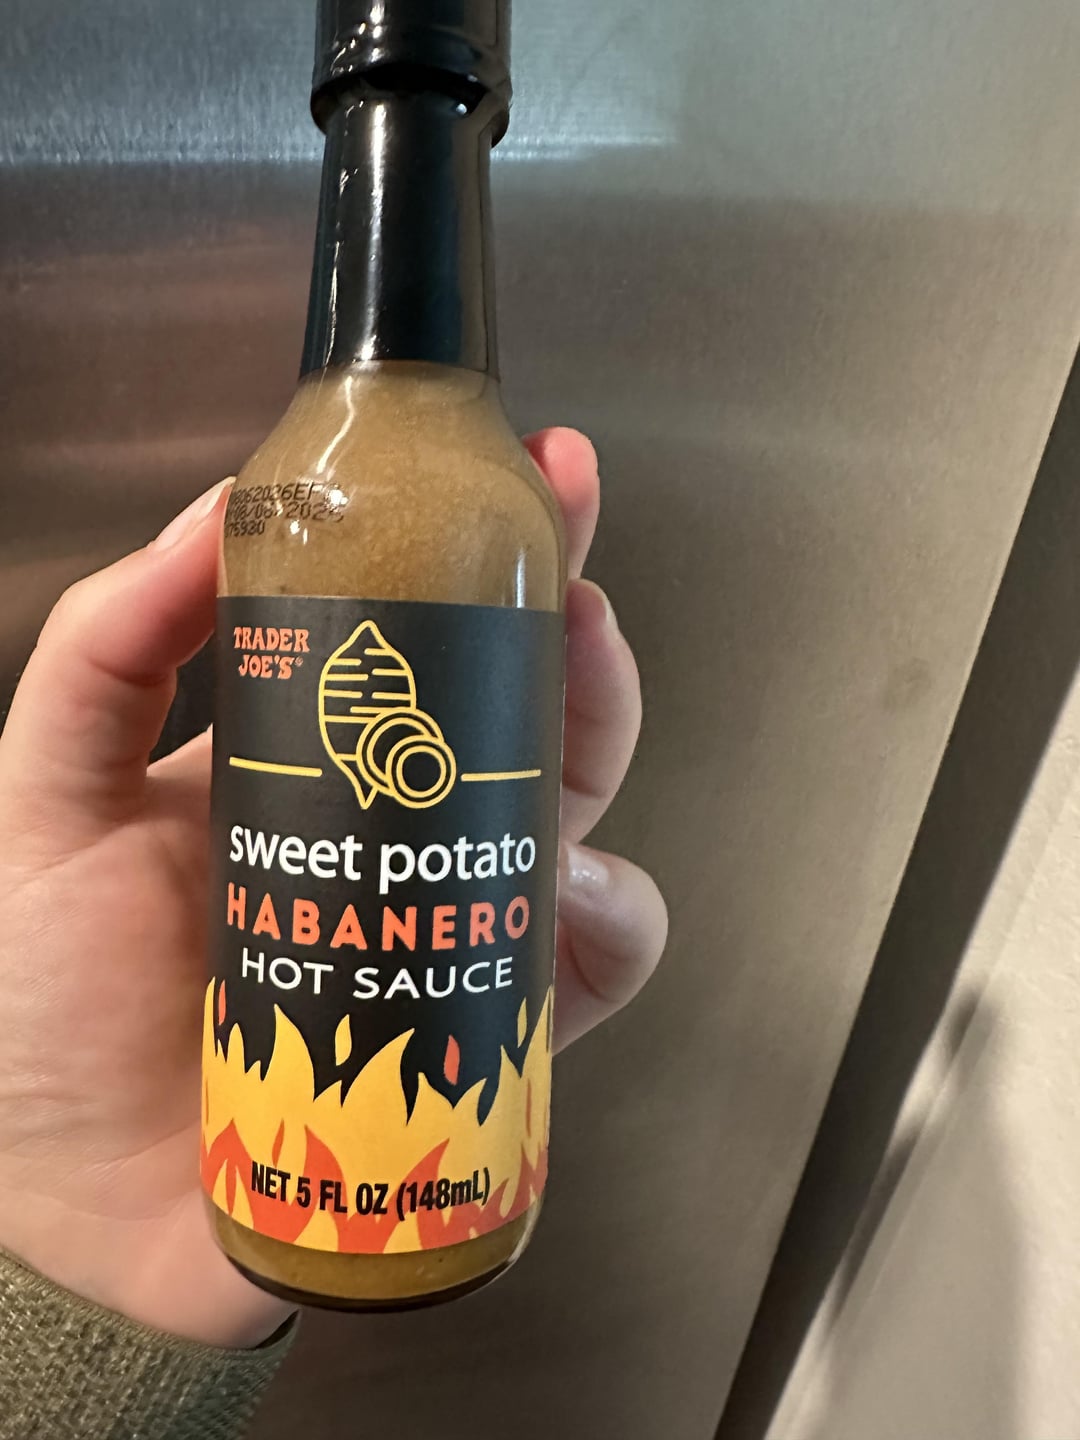 TRADER
JOE'S®
sweet potato
HABANERO
HOT SAUCE
NET 5 FL OZ (148mL)